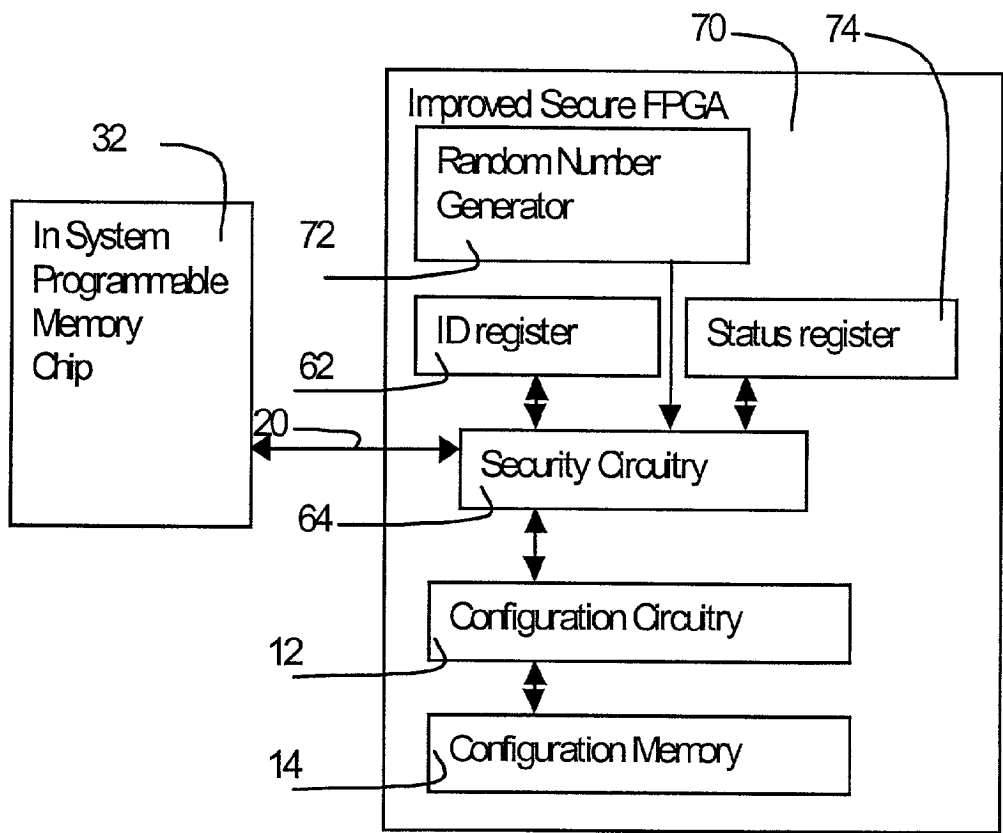 70
74
Improved Secure FPGA
32
Random Number
Generator
In System
Programmable
Memory
Chip
72
ID register
Status register
62
20
Security Circuitry
64
Configuration Circuitry
12
Configuration Memory
14